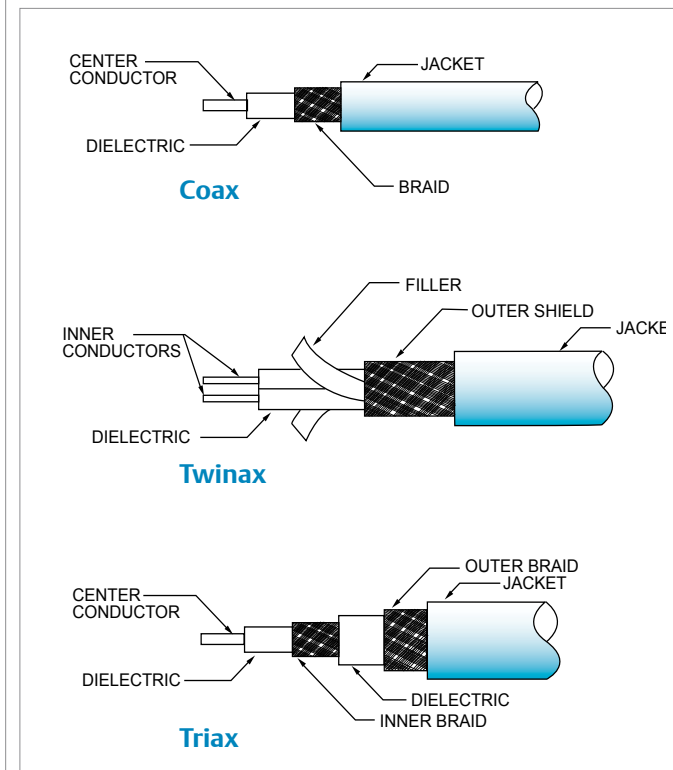 CENTER
CONDUCTOR
JACKET
DIELECTRIC
BRAID
Coax
FILLER
OUTER SHIELD
INNER
CONDUCTORS
JACKE
DIELECTRIC
Twinax
OUTER BRAID
JACKET
CENTER
CONDUCTOR
DIELECTRIC
DIELECTRIC
INNER BRAID
Triax